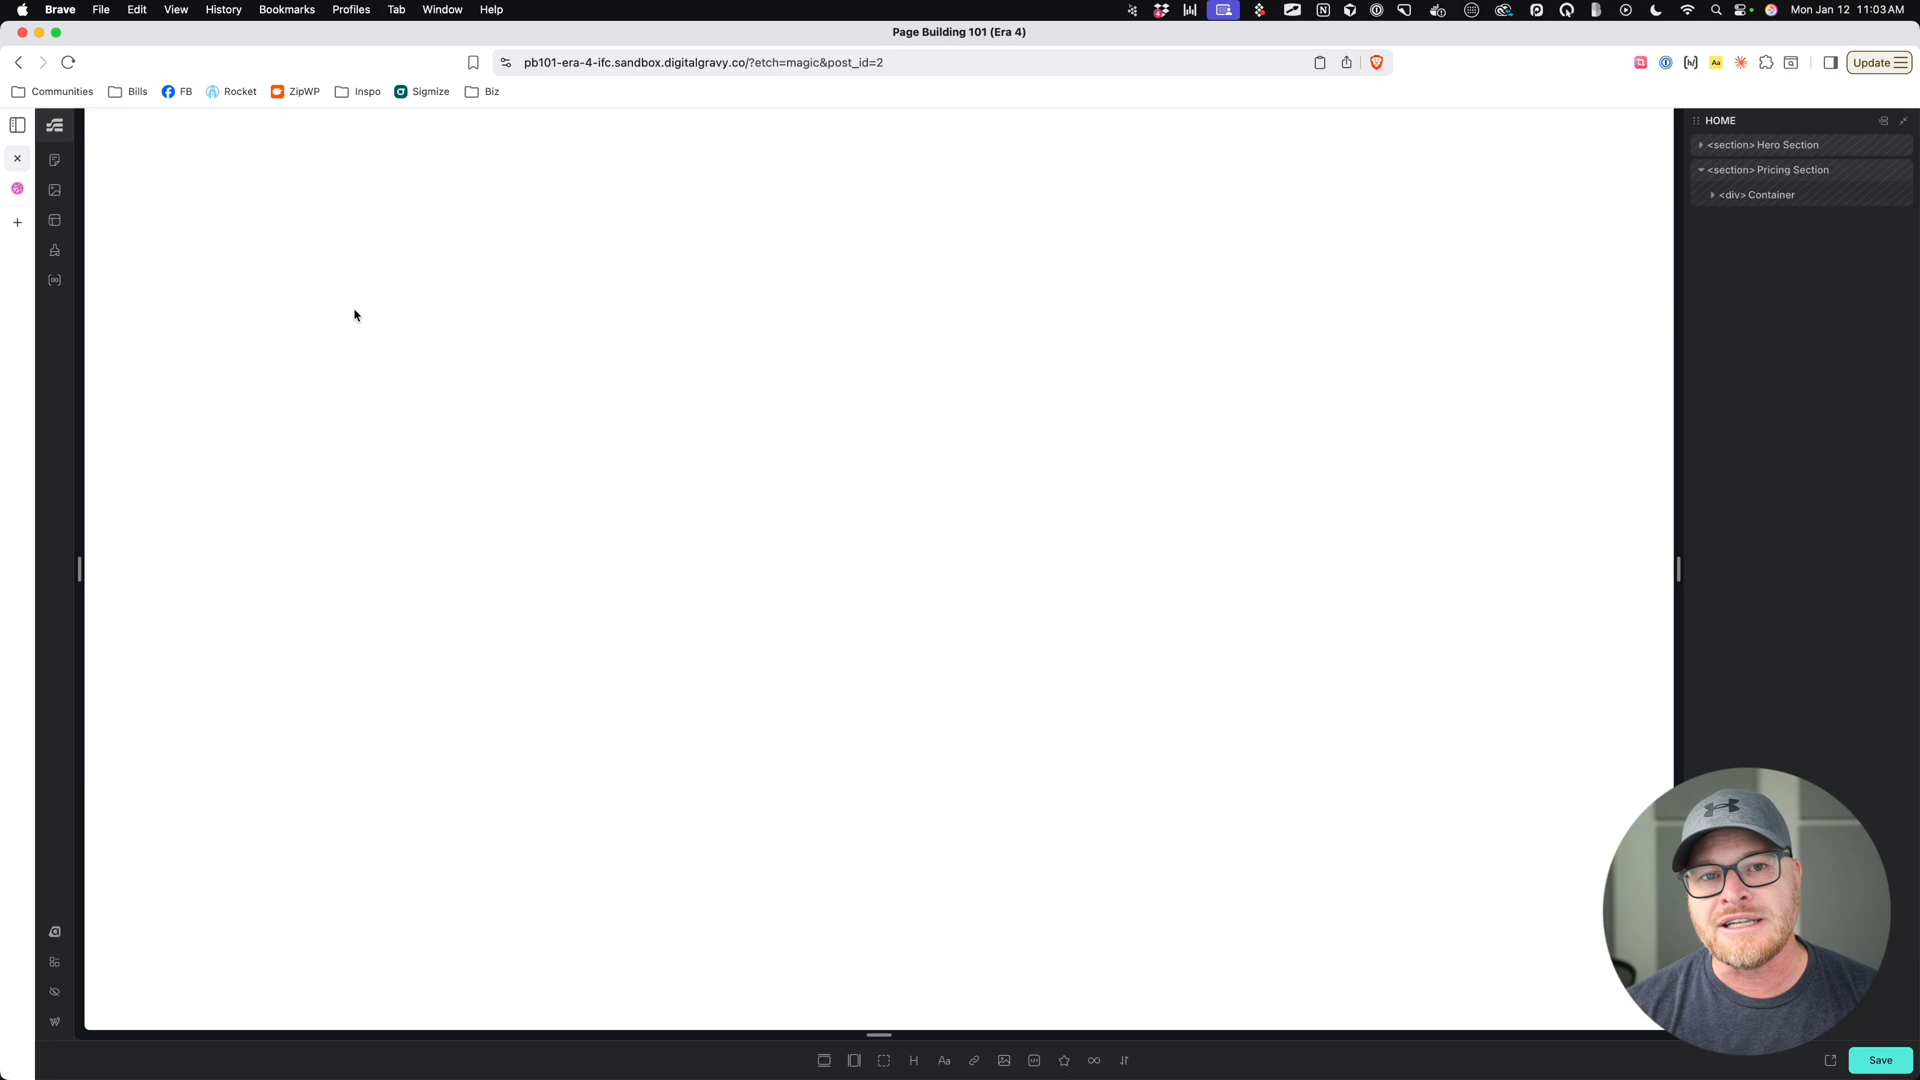 Brave File Edit View History Bookmarks Profiles Tab Window Help Mon Jan 12 11:03 AM
Page Building 101 (Era 4)
pb101-era-4-ifc.sandbox.digitalgravy.co/?etch=magic&post_id=2 Update
Communities Bills FB Rocket ZipWP Inspo Sigmize Biz
HOME
<section> Hero Section
<section> Pricing Section
<div> Container
H Aa Save